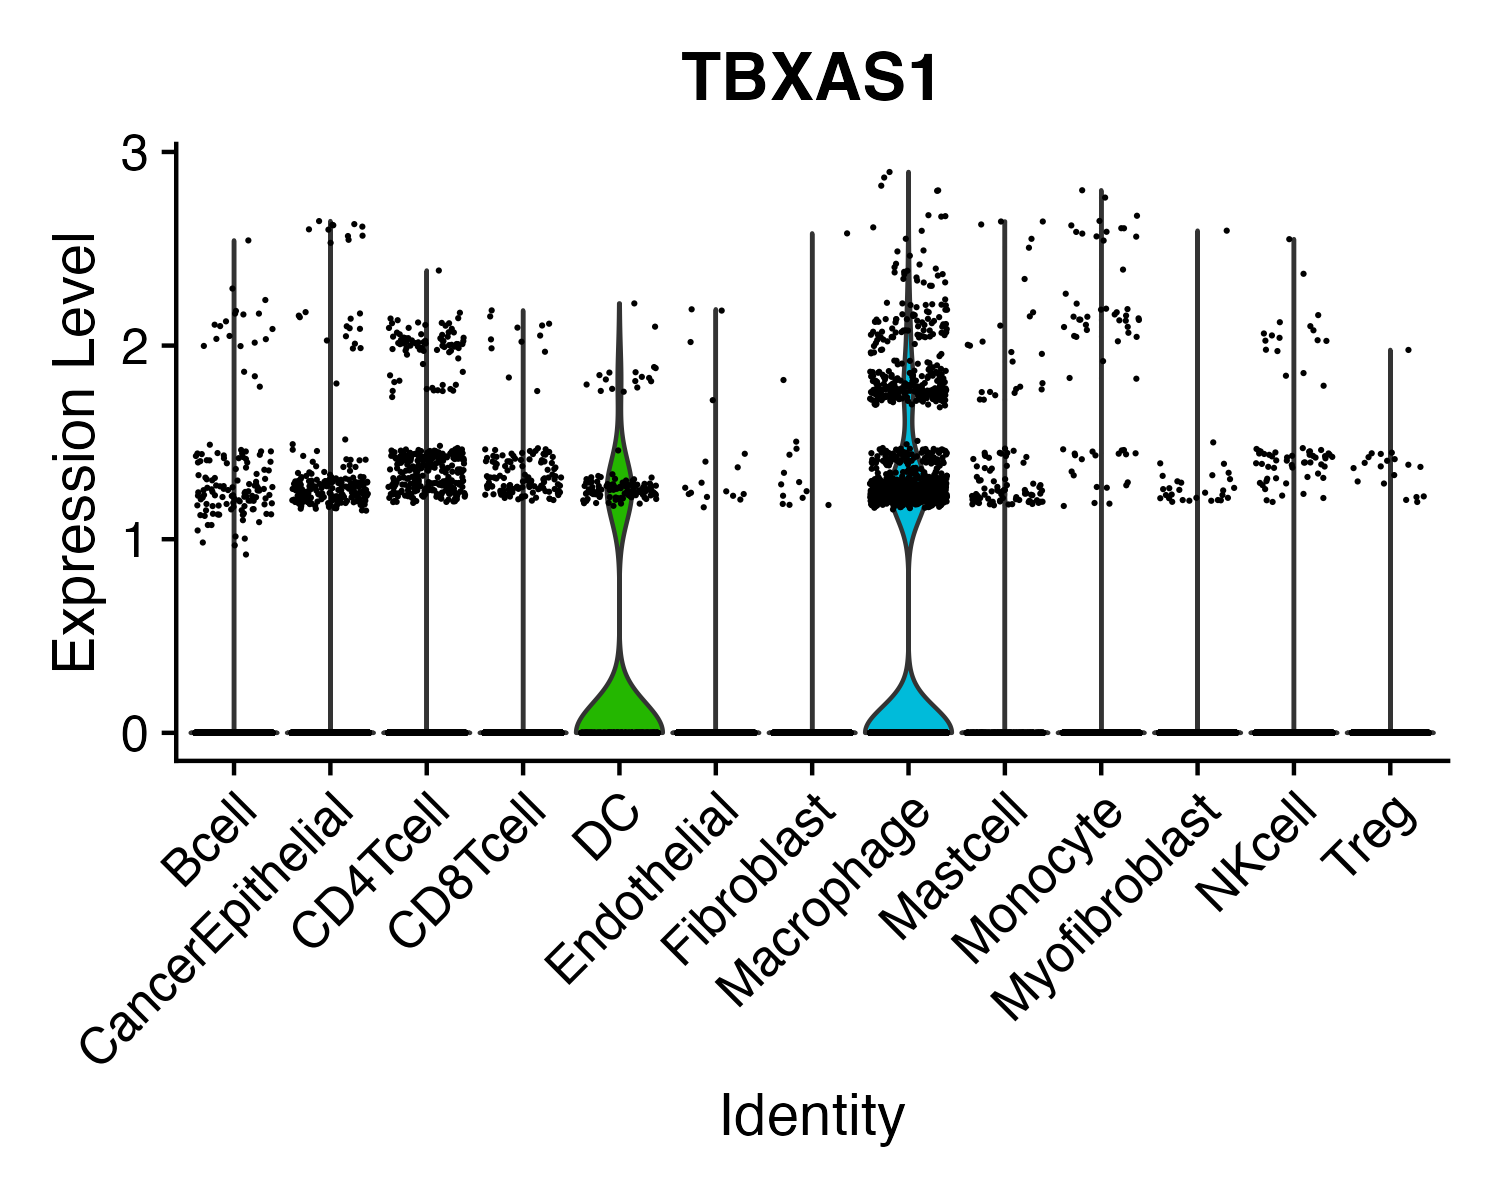 TBXAS1
Expression Level
3
2
1
0
Bcell
CancerEpithelial
CD4Tcell
CD8Tcell
DC
Endothelial
Fibroblast
Macrophage
Mastcell
Monocyte
Myofibroblast
NKcell
Treg
Identity